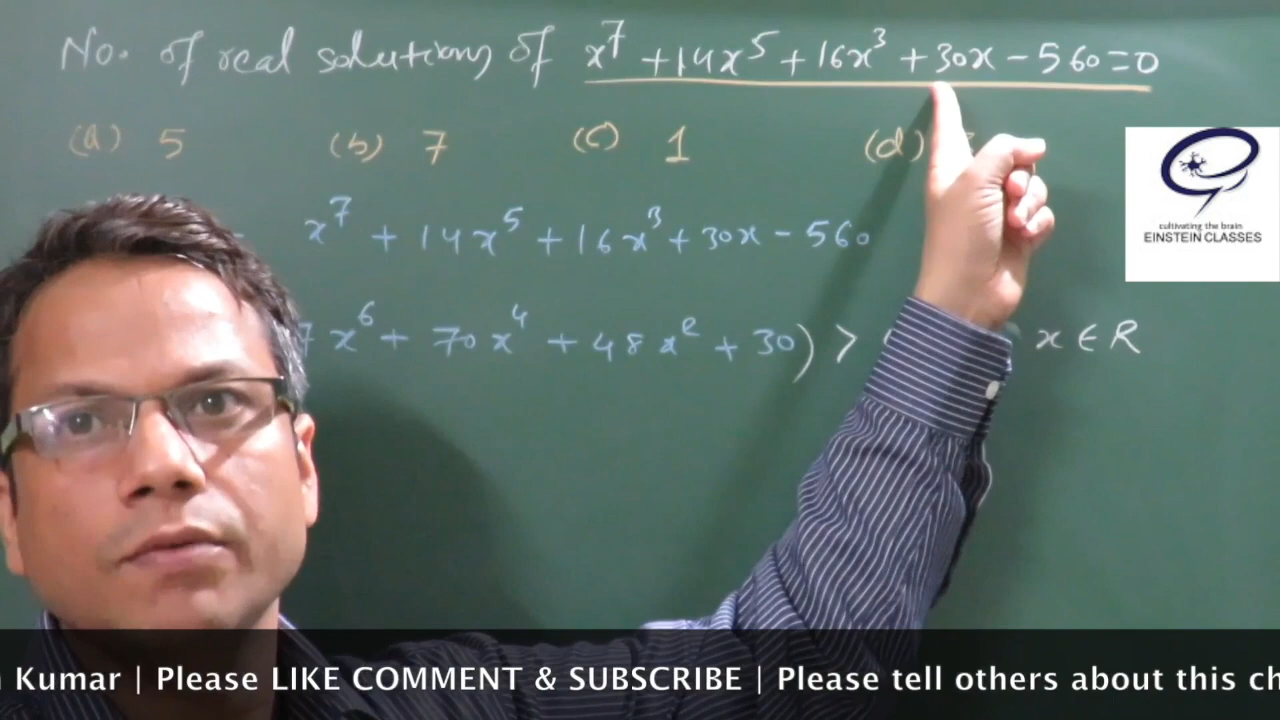 No. of real solutions of x⁷ + 14x⁵ + 16x³ + 30x - 560 = 0
(a) 5 (b) 7 (c) 1 (d)
x⁷ + 14x⁵ + 16x³ + 30x - 560
cultivating the brain
EINSTEIN CLASSES
7x⁶ + 70x⁴ + 48x² + 30) > x ∈ R
Kumar | Please LIKE COMMENT & SUBSCRIBE | Please tell others about this